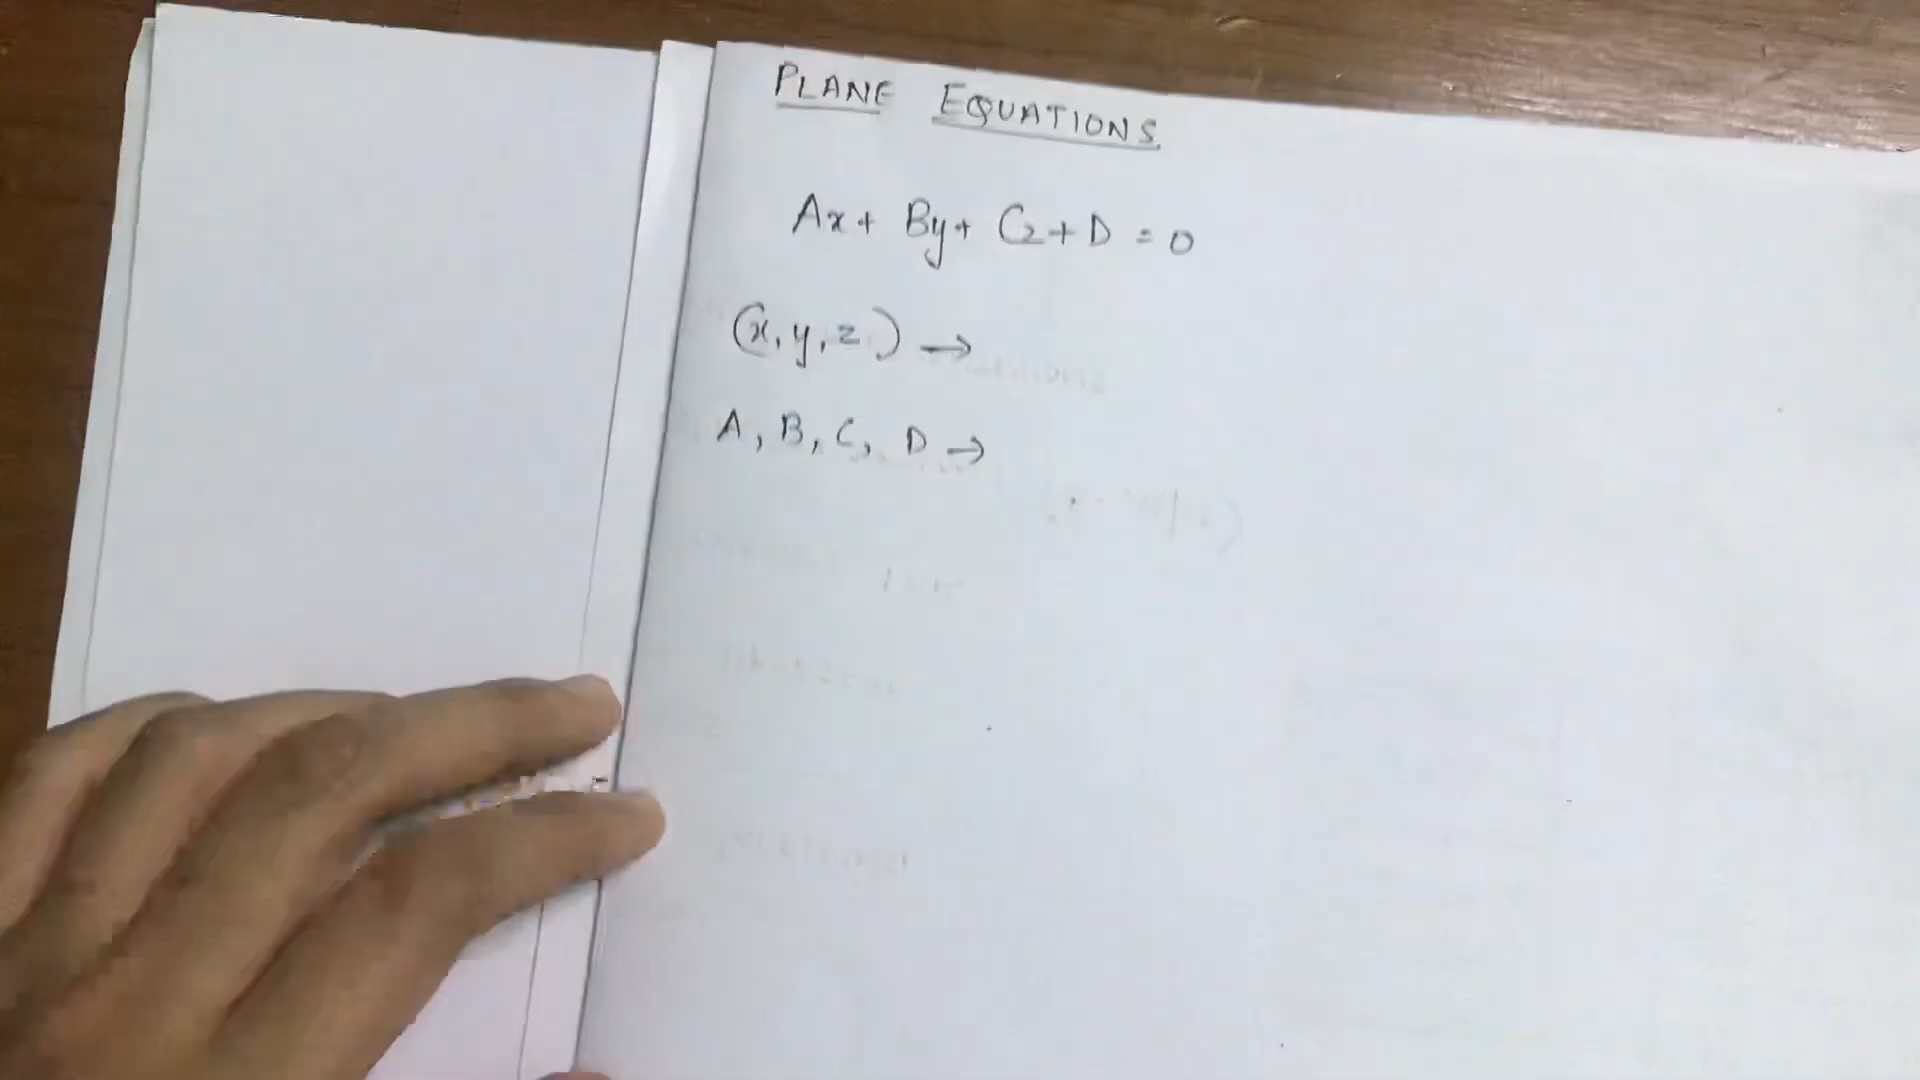 PLANE EQUATIONS
Ax + By + Cz + D = 0
(x, y, z) →
A, B, C, D →